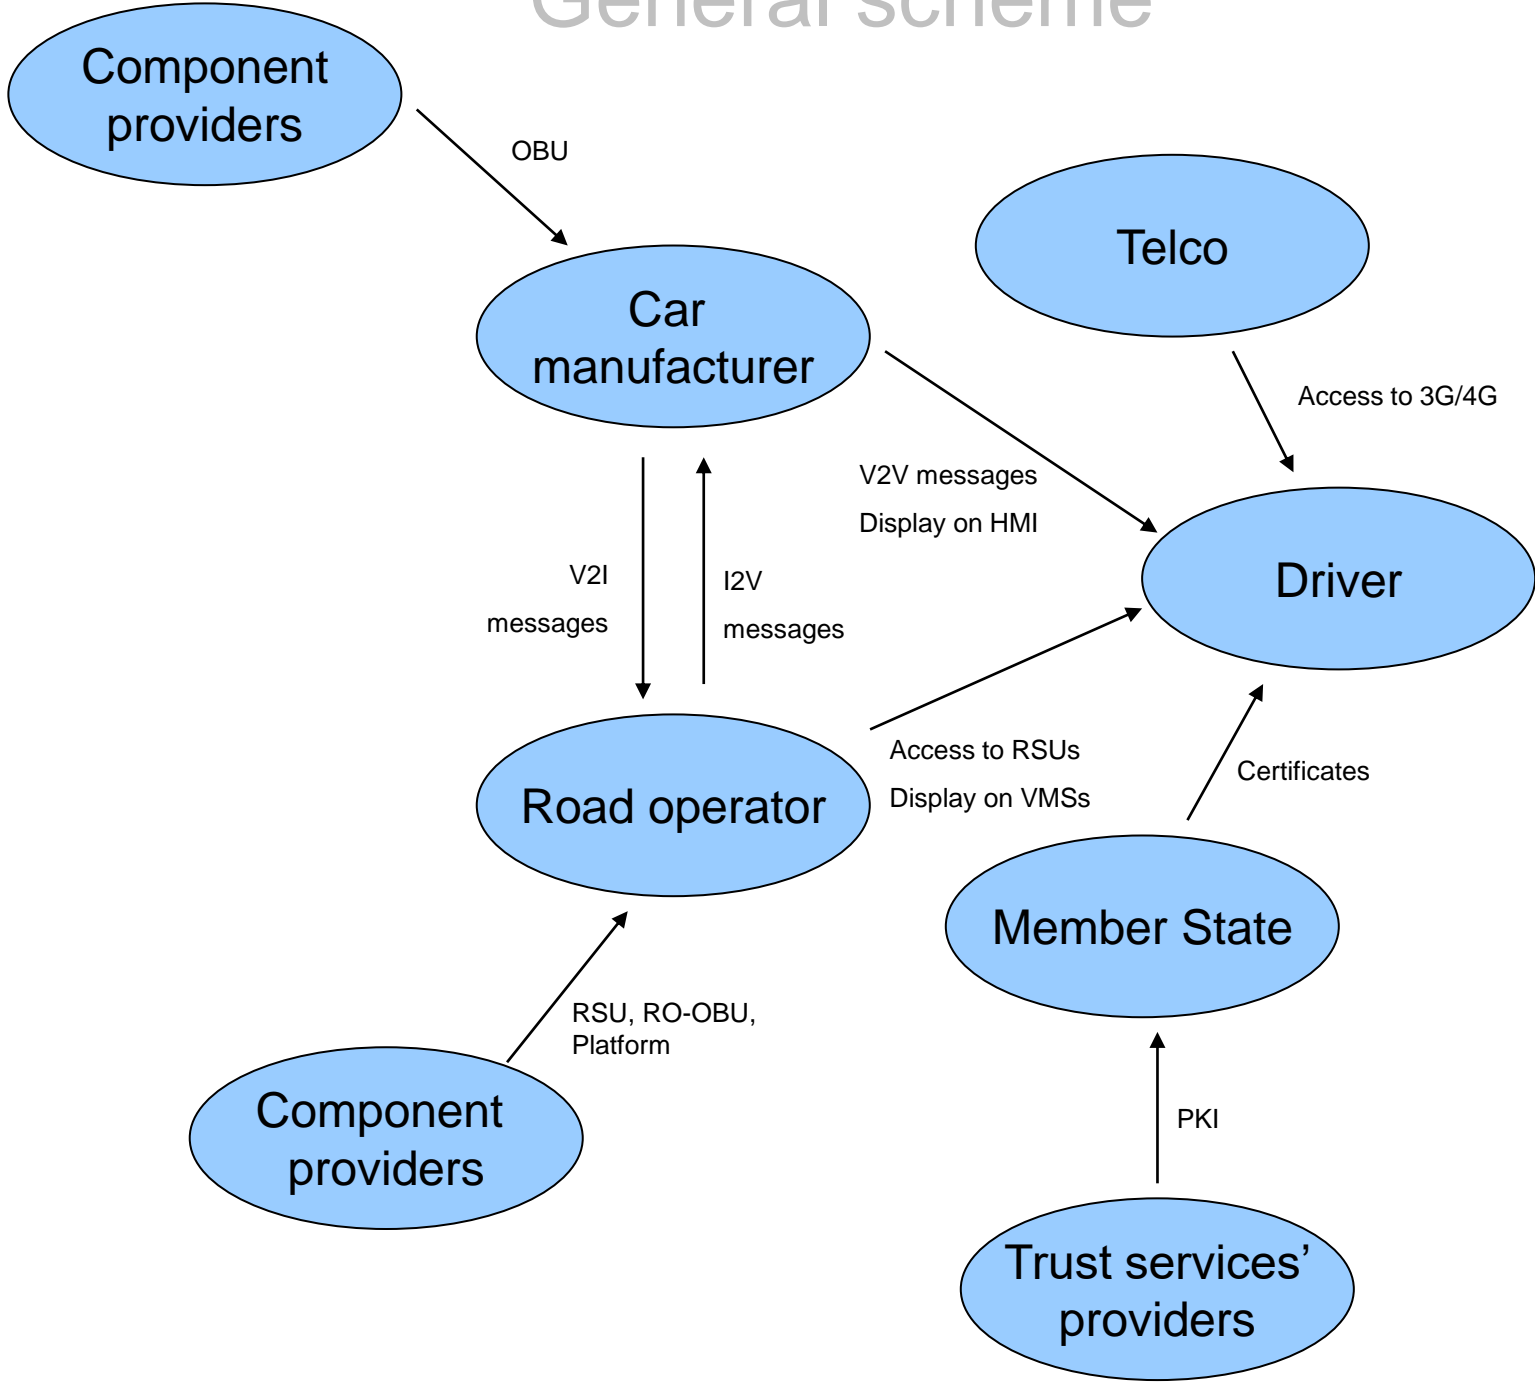 General scheme
Component
providers
OBU
Telco
Car
manufacturer
Access to 3G/4G
V2V messages
Display on HMI
Driver
V2I
messages
I2V
messages
Access to RSUs
Display on VMSs
Certificates
Road operator
Member State
RSU, RO-OBU,
Platform
Component
providers
PKI
Trust services’
providers